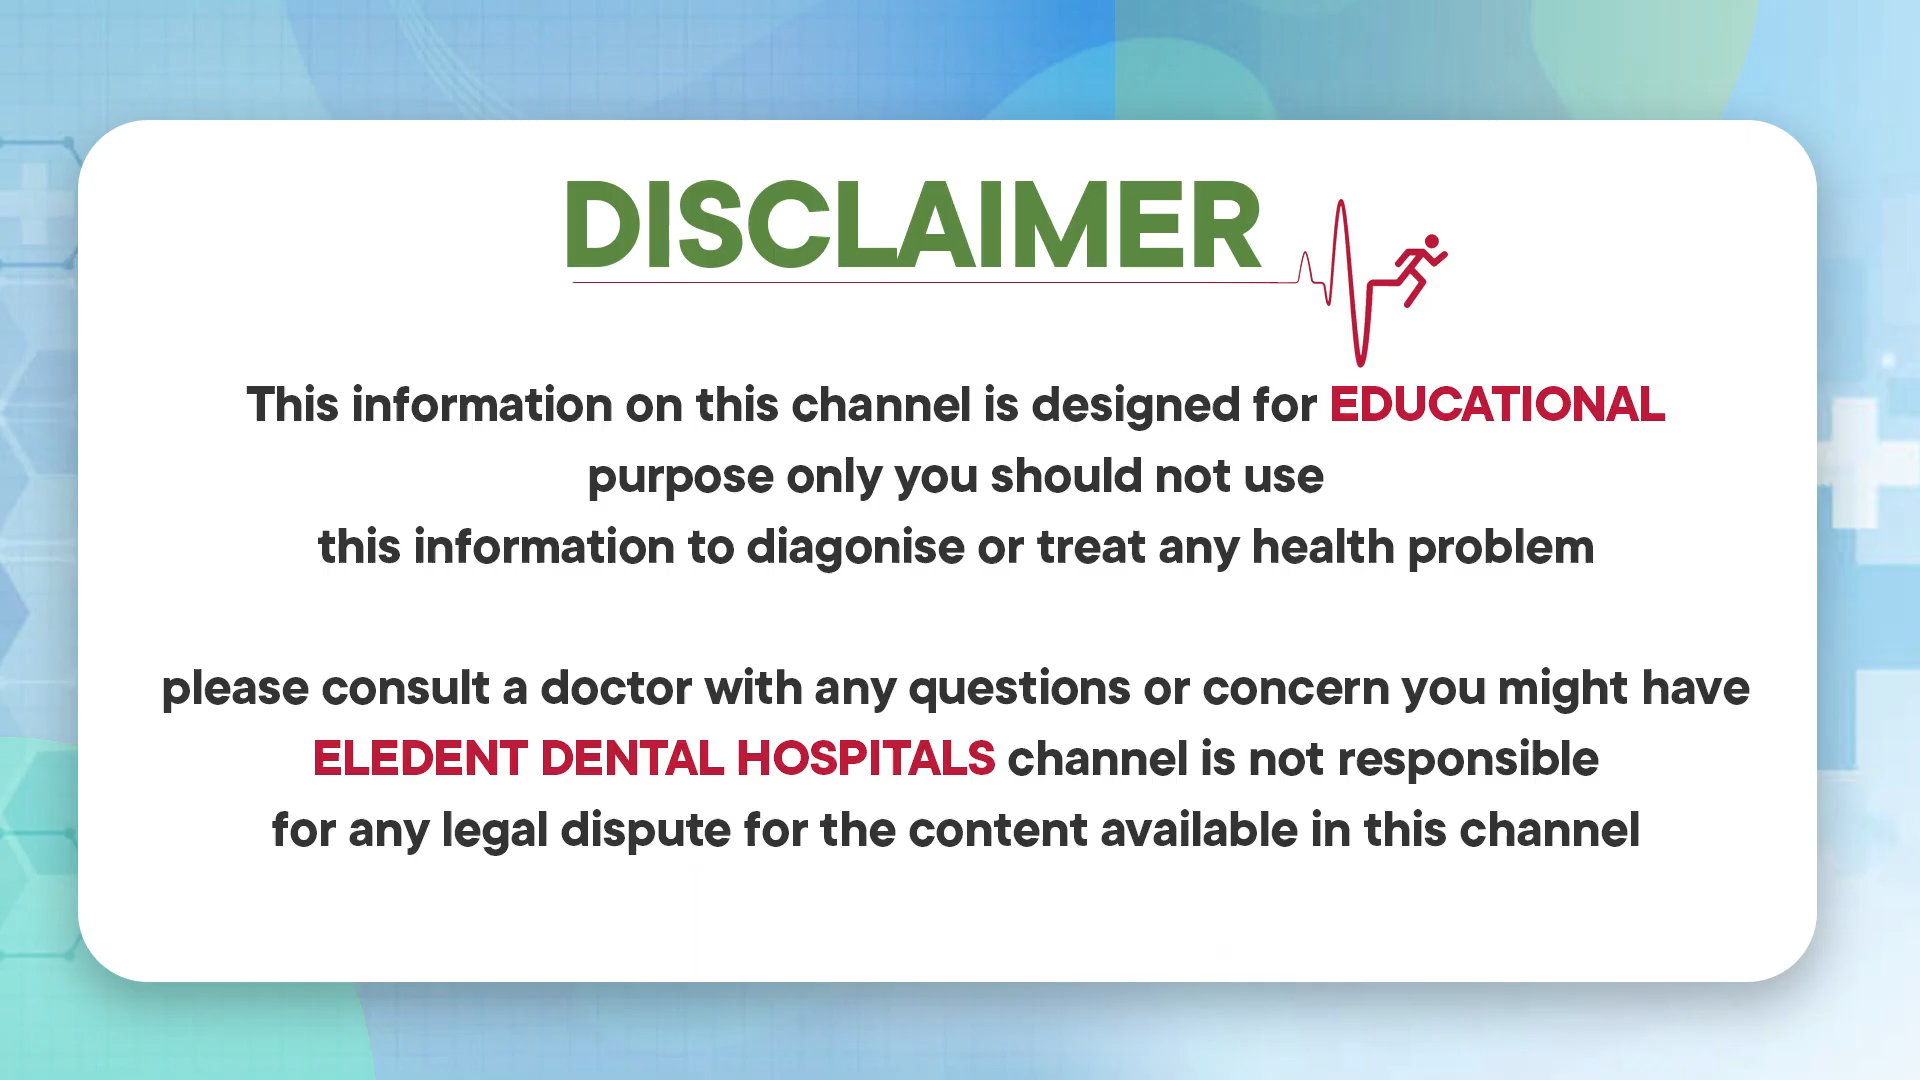 DISCLAIMER
This information on this channel is designed for EDUCATIONAL
purpose only you should not use
this information to diagonise or treat any health problem
please consult a doctor with any questions or concern you might have
ELEDENT DENTAL HOSPITALS channel is not responsible
for any legal dispute for the content available in this channel